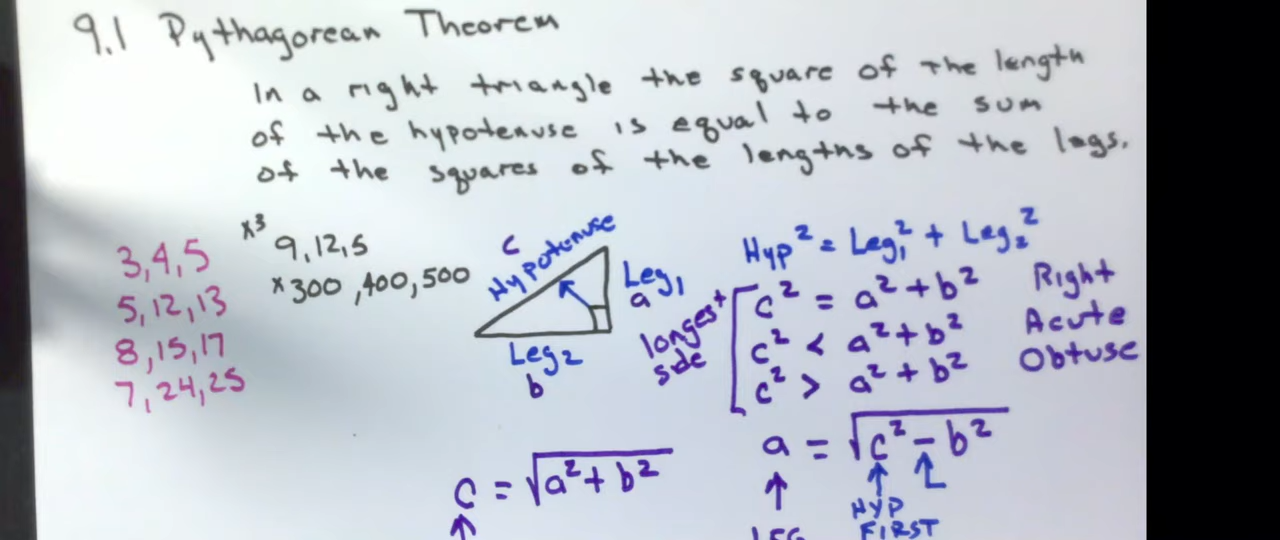 9.1 Pythagorean Theorem
In a right triangle the square of the length
of the hypotenuse is equal to the sum
of the squares of the lengths of the legs.
3, 4, 5
5, 12, 13
8, 15, 17
7, 24, 25
x3 9, 12, 5
x 300, 400, 500
c
Hypotenuse
Leg₁
a
Leg₂
b
Hyp² = Leg₁² + Leg₂²
longest side
c² = a² + b² Right
c² < a² + b² Acute
c² > a² + b² Obtuse
c = √a² + b²
a = √c² − b²
HYP
FIRST